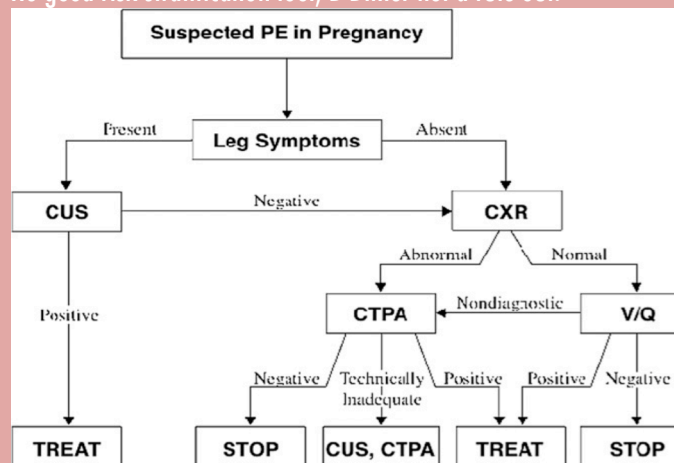 Suspected PE in Pregnancy
Present
Leg Symptoms
Absent
CUS
Negative
CXR
Abnormal
Normal
Positive
CTPA
Nondiagnostic
V/Q
Negative
Technically
Inadequate
Positive
Positive
Negative
TREAT
STOP
CUS, CTPA
TREAT
STOP